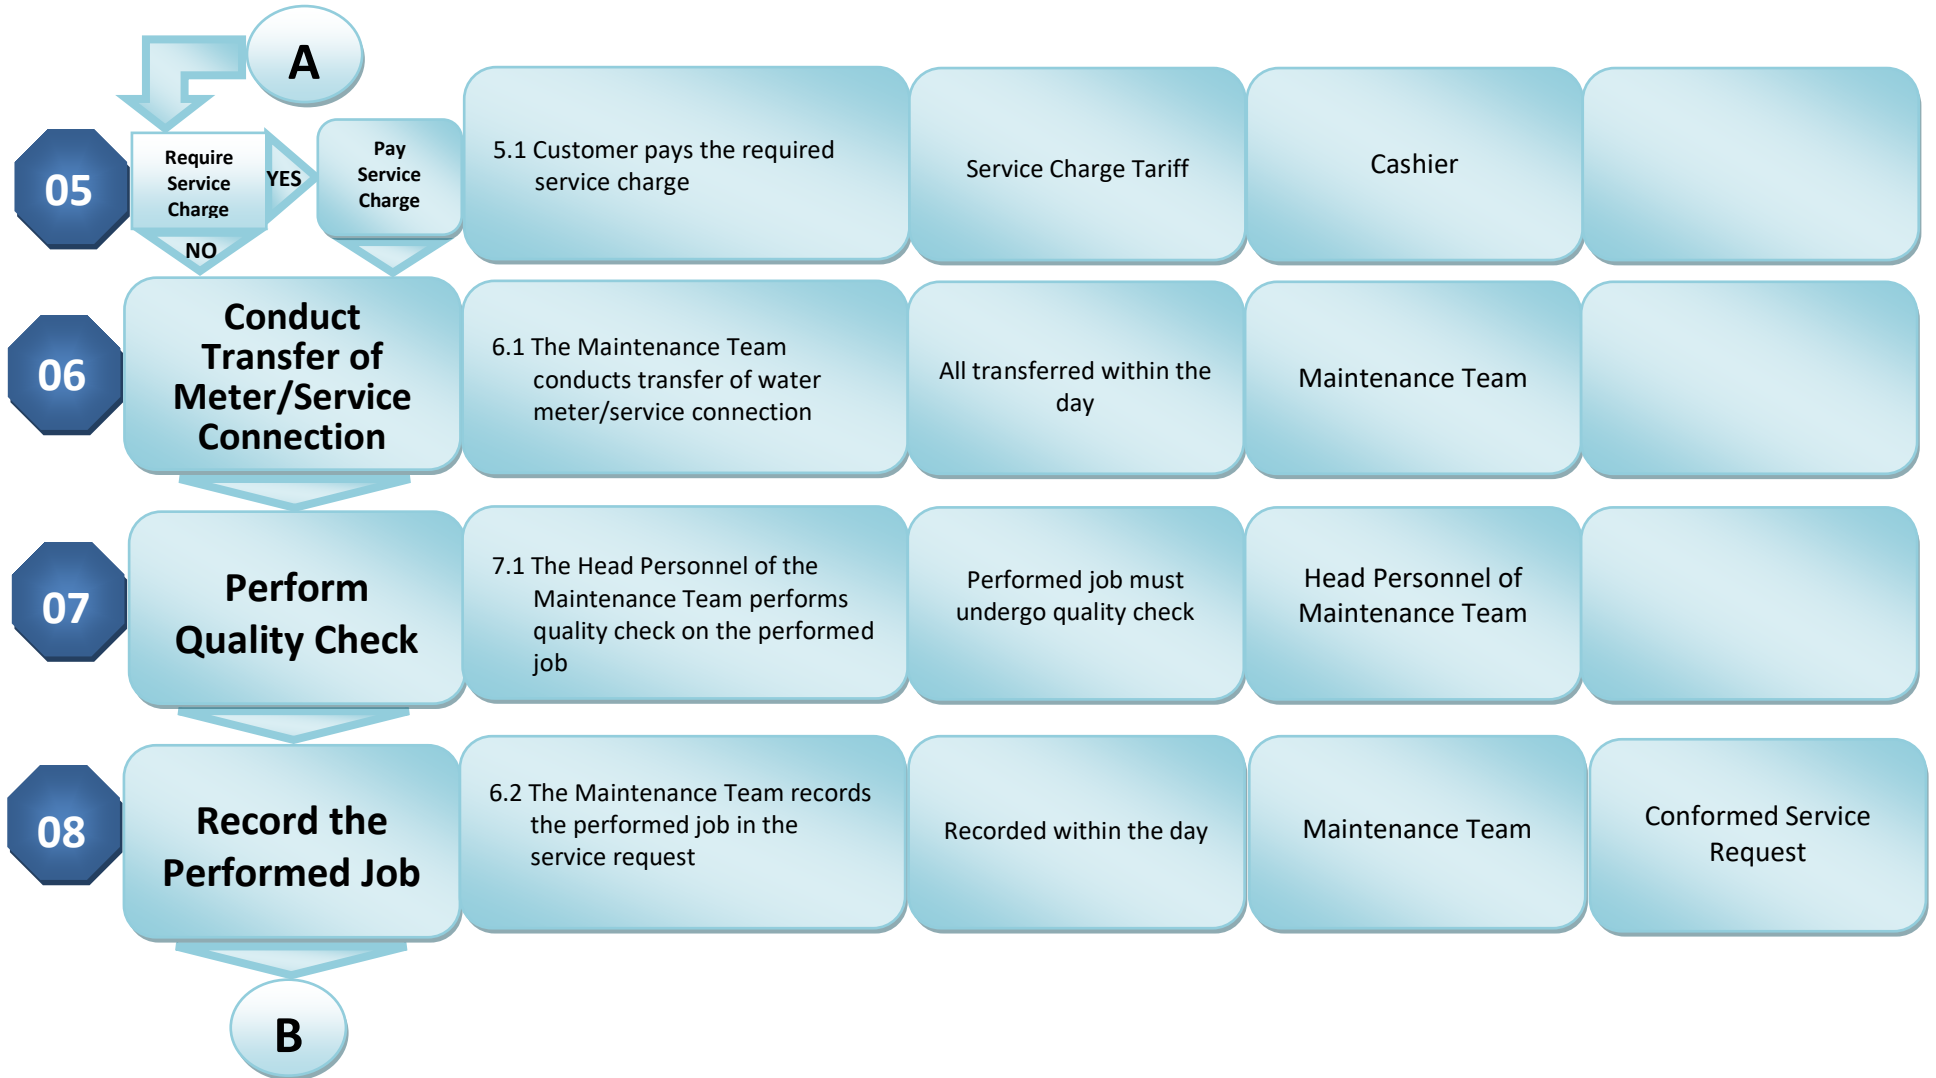 A
05
Require
Service
Charge
YES
NO
Pay
Service
Charge
5.1 Customer pays the required
service charge
Service Charge Tariff
Cashier
06
Conduct
Transfer of
Meter/Service
Connection
6.1 The Maintenance Team
conducts transfer of water
meter/service connection
All transferred within the
day
Maintenance Team
07
Perform
Quality Check
7.1 The Head Personnel of the
Maintenance Team performs
quality check on the performed
job
Performed job must
undergo quality check
Head Personnel of
Maintenance Team
08
Record the
Performed Job
6.2 The Maintenance Team records
the performed job in the
service request
Recorded within the day
Maintenance Team
Conformed Service
Request
B